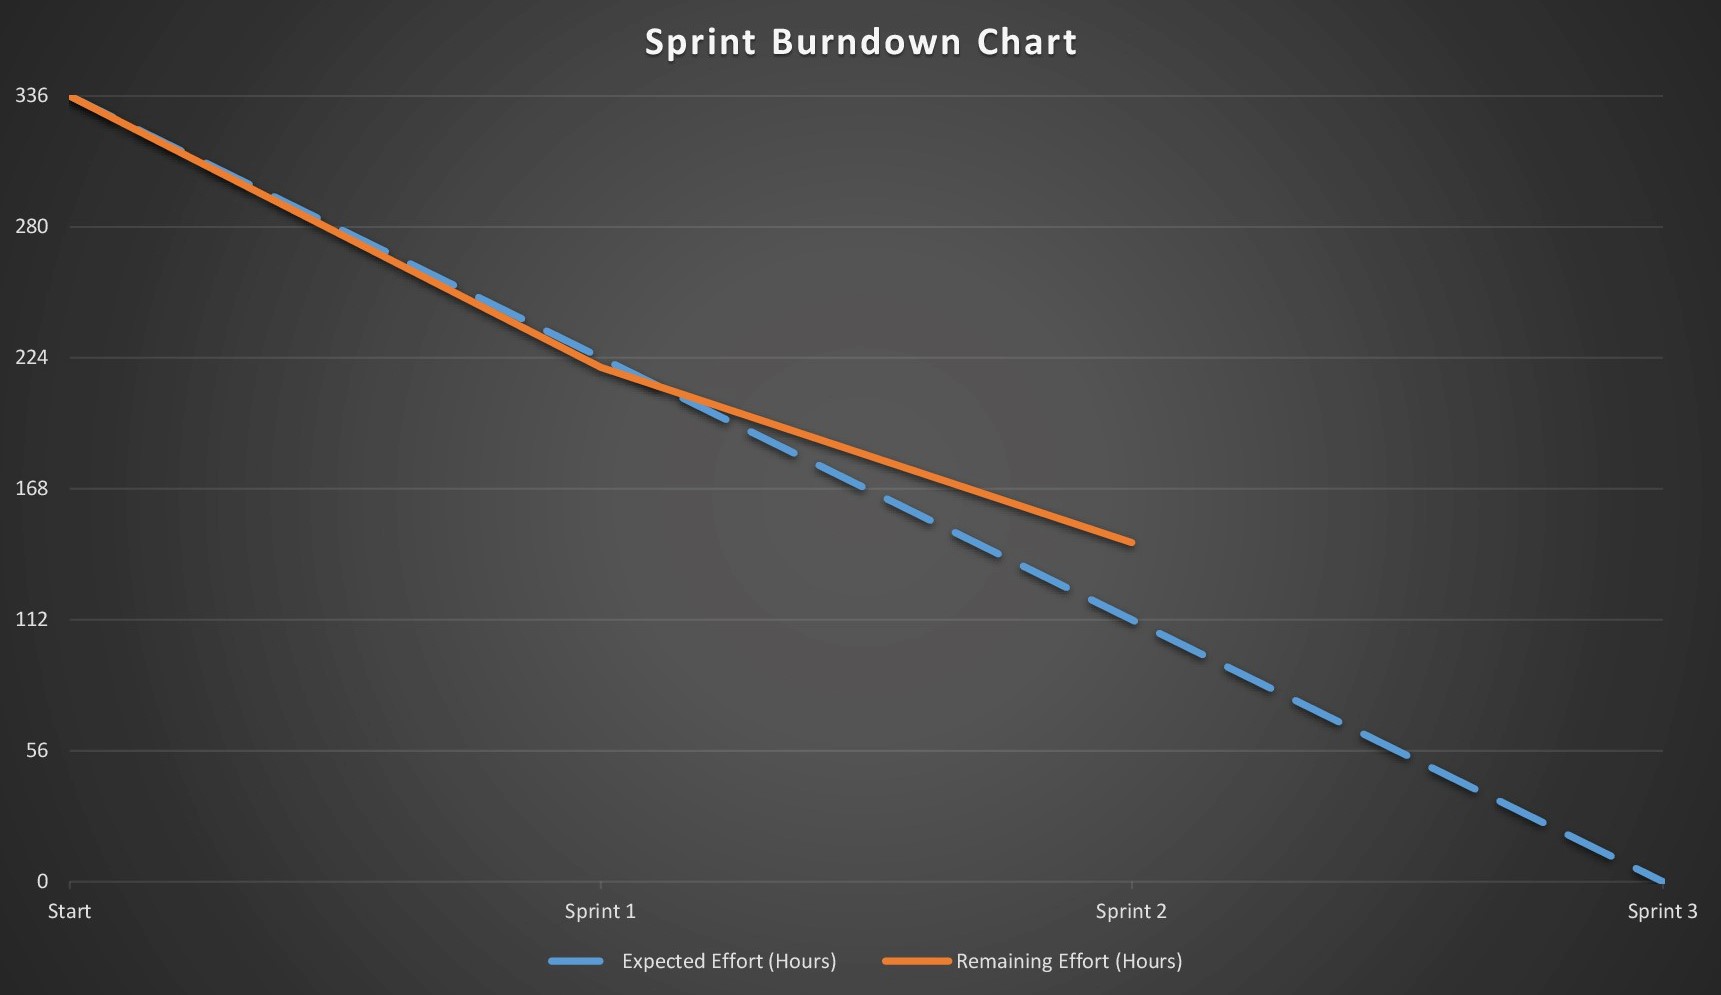 Sprint Burndown Chart
336
280
224
168
112
56
0
Start Sprint 1 Sprint 2 Sprint 3
Expected Effort (Hours) Remaining Effort (Hours)